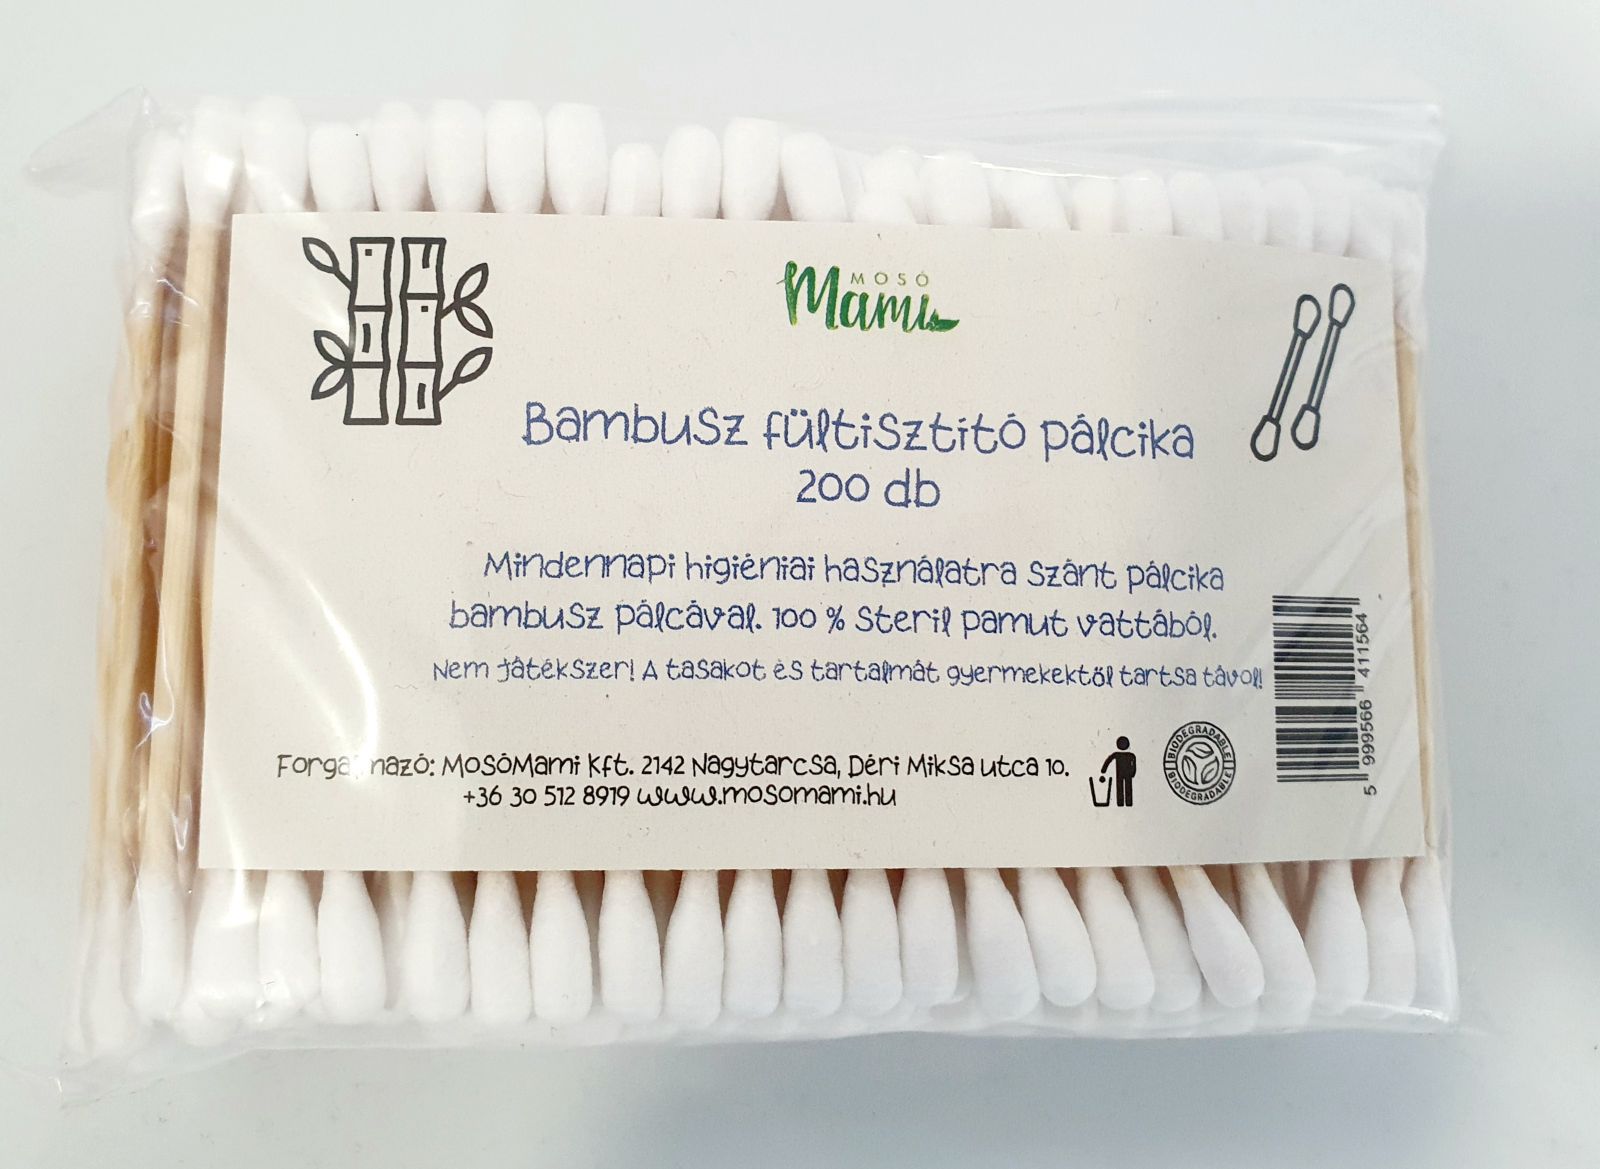 MOSÓ
Mami
Bambusz fültisztító pálcika
200 db
Mindennapi higiéniai használatra szánt pálcika
bambusz pálcával. 100 % steril pamut vattából.
Nem játékszer! A tasakot és tartalmát gyermekektől tartsa távol!
Forgalmazó: MosóMami Kft. 2142 Nagytarcsa, Déri Miksa utca 10.
+36 30 512 8919 www.mosomami.hu
BIODEGRADABLE
BIODEGRADABLE
5 999566 411564